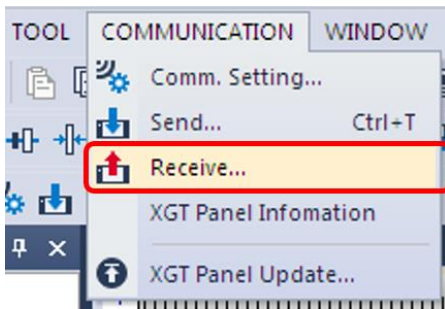 TOOL COMMUNICATION WINDOW
Comm. Setting...
Send... Ctrl+T
Receive...
XGT Panel Infomation
XGT Panel Update...